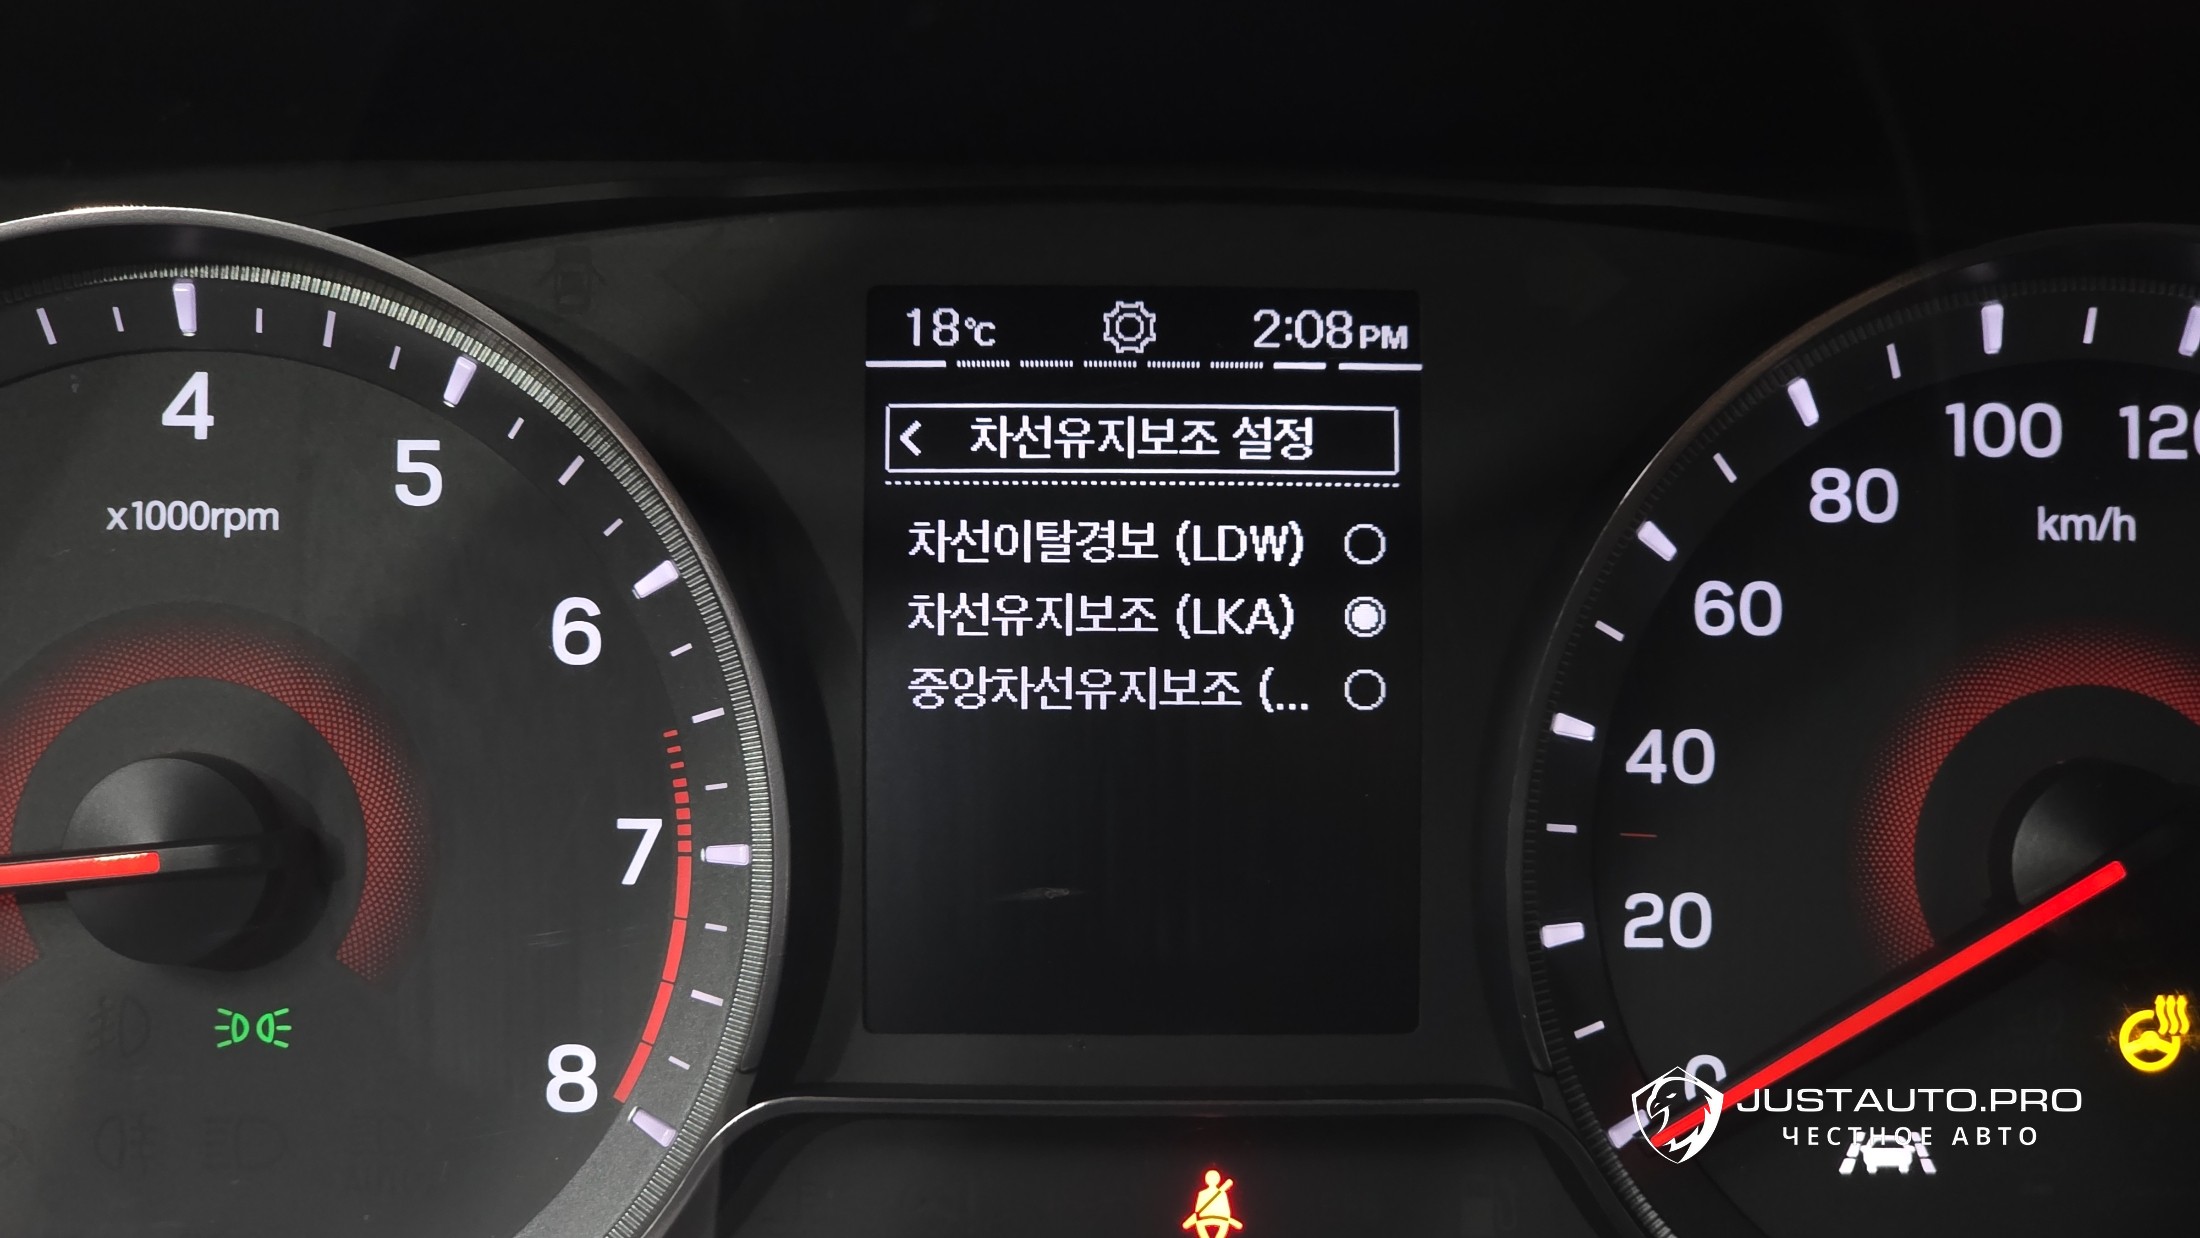 18℃ 2:08PM
< 차선유지보조 설정
차선이탈경보 (LDW)
차선유지보조 (LKA)
중앙차선유지보조 (...
4
5
6
7
8
x1000rpm
0
20
40
60
80
100
km/h
JUSTAUTO.PRO
ЧЕСТНОЕ АВТО